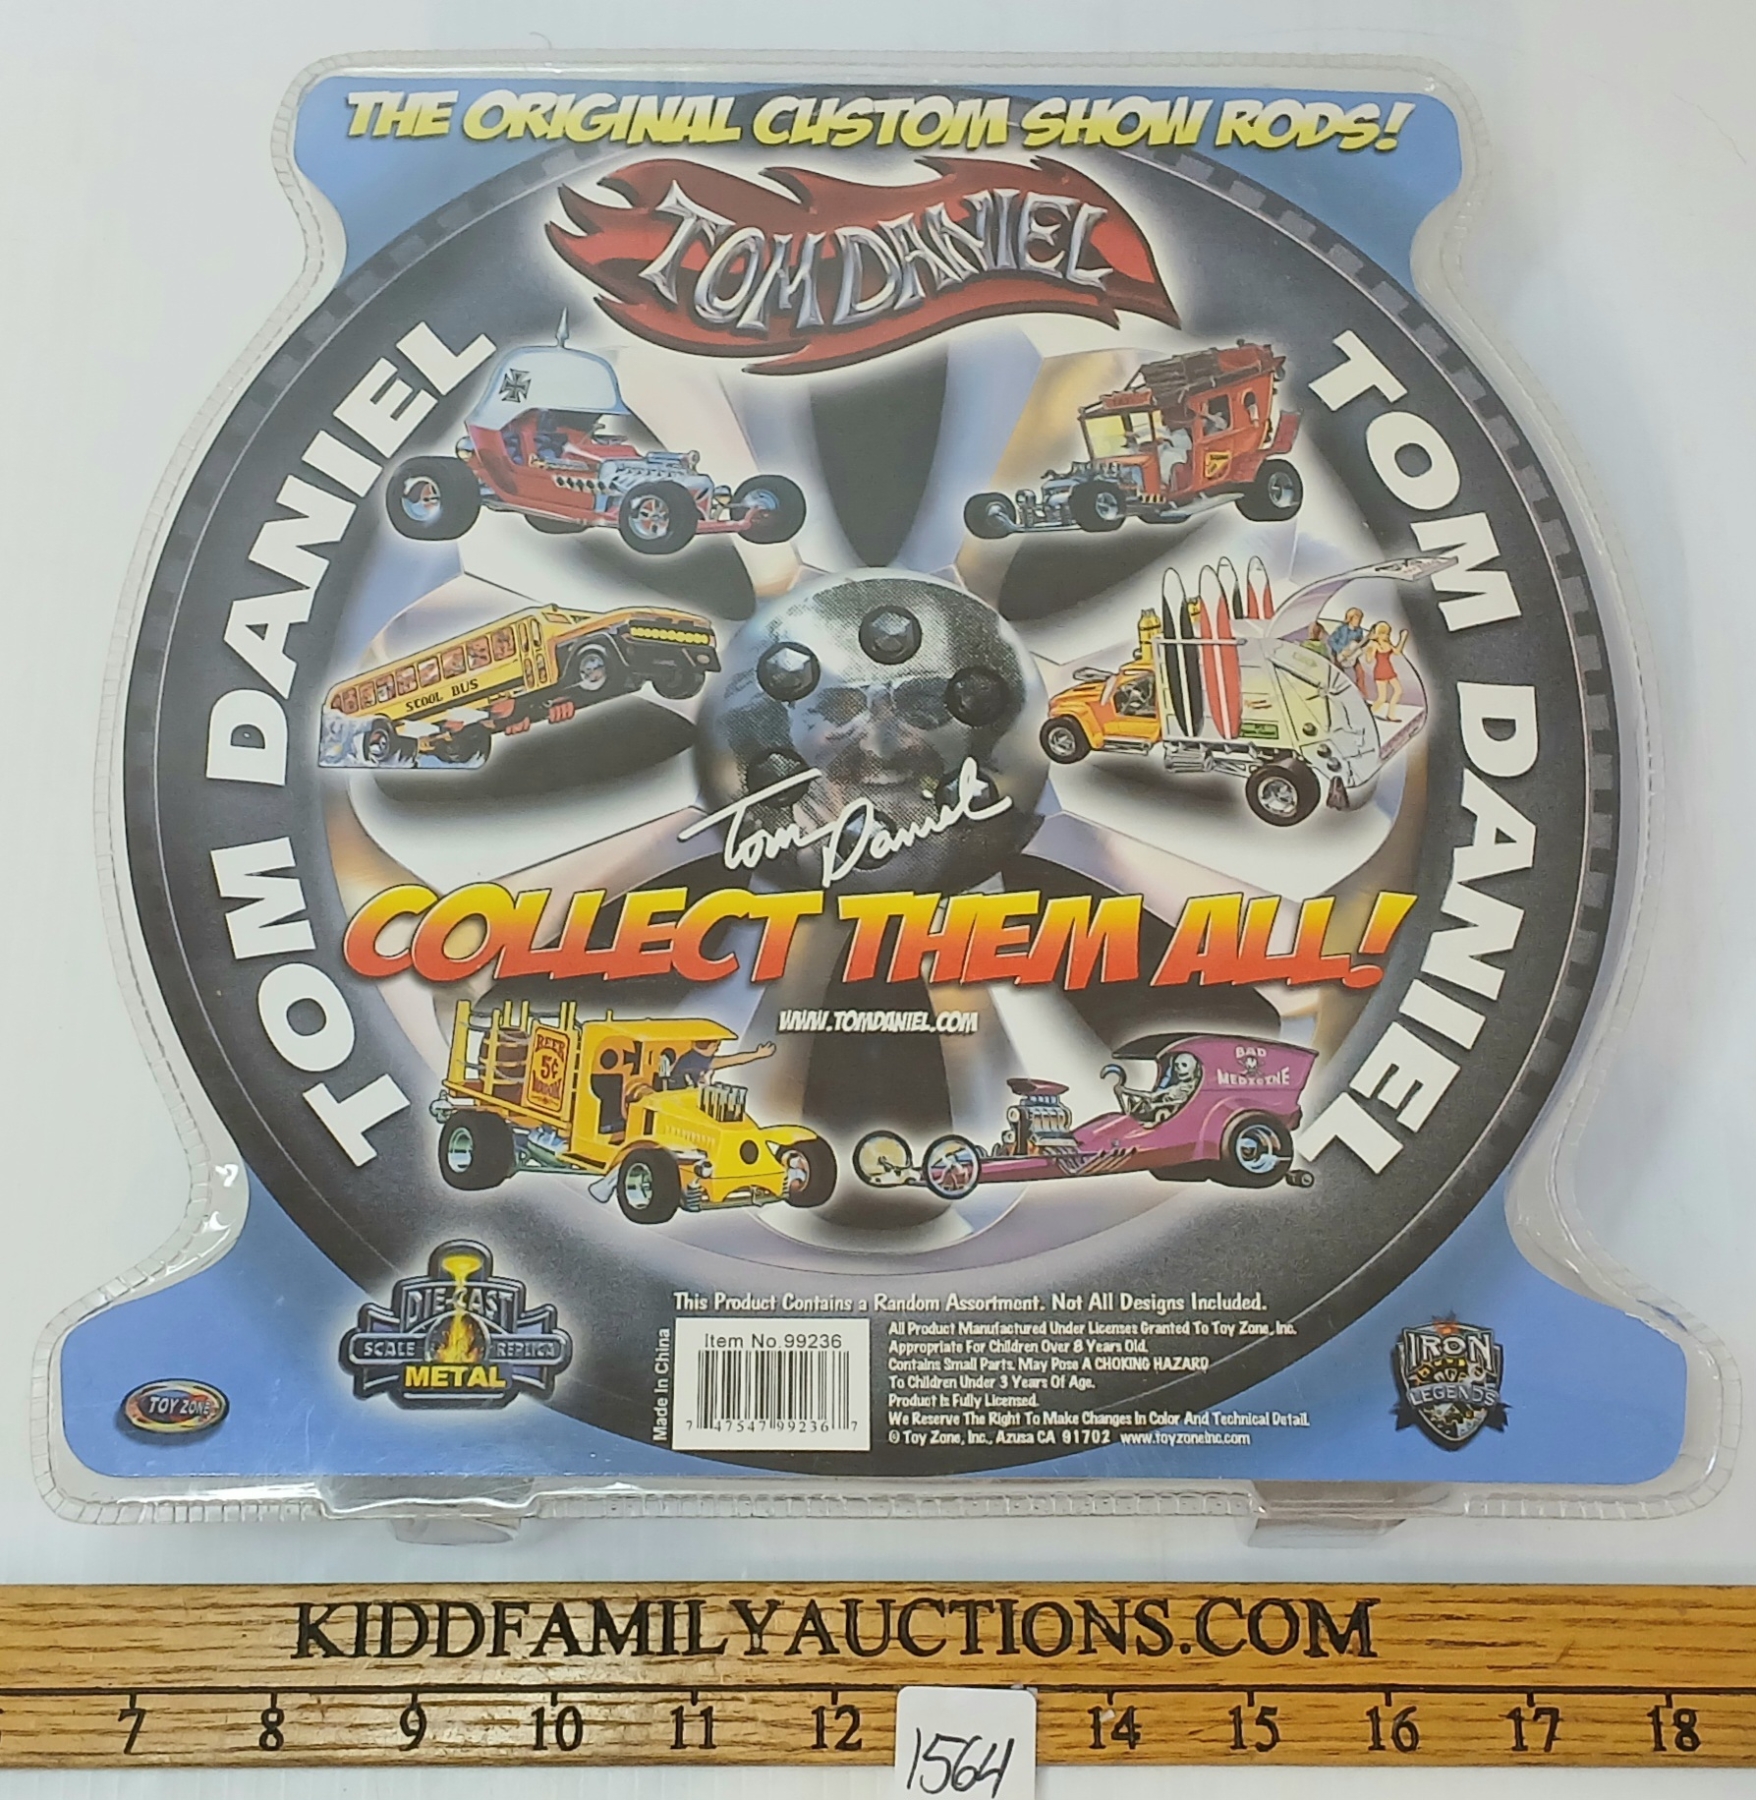 THE ORIGINAL CUSTOM SHOW RODS!
TOM DANIEL
TOM DANIEL
TOM DANIEL
SCOOL BUS
Tom Daniel
COLLECT THEM ALL!
WWW.TOMDANIEL.COM
BEER
5¢
BAD
MEDICINE
DIE-CAST
SCALE REPLICA
METAL
TOY ZONE
This Product Contains a Random Assortment. Not All Designs Included.
Made In China
Item No.99236
7 47547 99236 7
All Product Manufactured Under Licenses Granted To Toy Zone, Inc.
Appropriate For Children Over 8 Years Old.
Contains Small Parts. May Pose A CHOKING HAZARD
To Children Under 3 Years Of Age.
Product Is Fully Licensed.
We Reserve The Right To Make Changes In Color And Technical Detail.
© Toy Zone, Inc., Azusa CA 91702 www.toyzoneinc.com
IRON
LEGENDS
KIDDFAMILYAUCTIONS.COM
7 8 9 10 11 12 14 15 16 17 18
1564